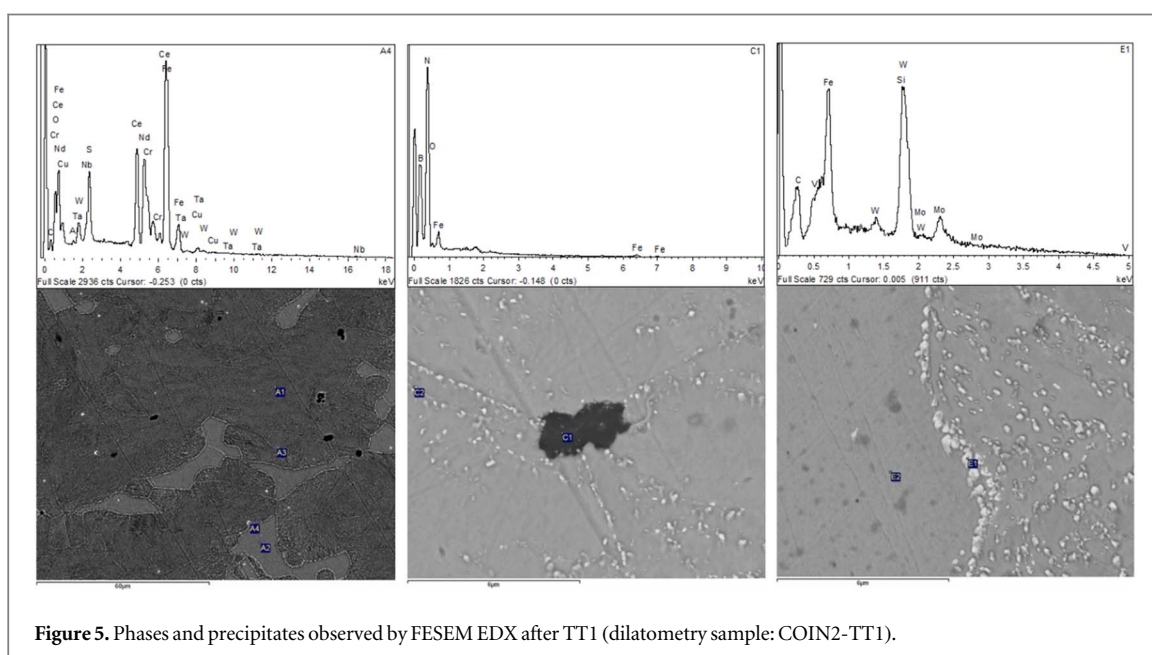 A4
Ce
Fe
Fe
Ce
O
Cr
Nd
Cu
C
A
W
Ta
S
Nb
Ce
Nd
Cr
Cr
Fe
Ta
W
Ta
Cu
W
Cu
W
Ta
W
Ta
Nb
0 2 4 6 8 10 12 14 16 18
Full Scale 2936 cts Cursor: -0.253 (0 cts) keV
C1
N
B
O
Fe
Fe
Fe
0 2 4 6 8 10
Full Scale 1826 cts Cursor: -0.148 (0 cts) keV
E1
W
Si
Fe
C
V
W
Mo
W
Mo
Mo
V
0 0.5 1 1.5 2 2.5 3 3.5 4 4.5 5
Full Scale 729 cts Cursor: 0.005 (911 cts) keV
A1
A3
A4
A2
60µm
C2
C1
6µm
E1
E2
6µm
Figure 5. Phases and precipitates observed by FESEM EDX after TT1 (dilatometry sample: COIN2-TT1).